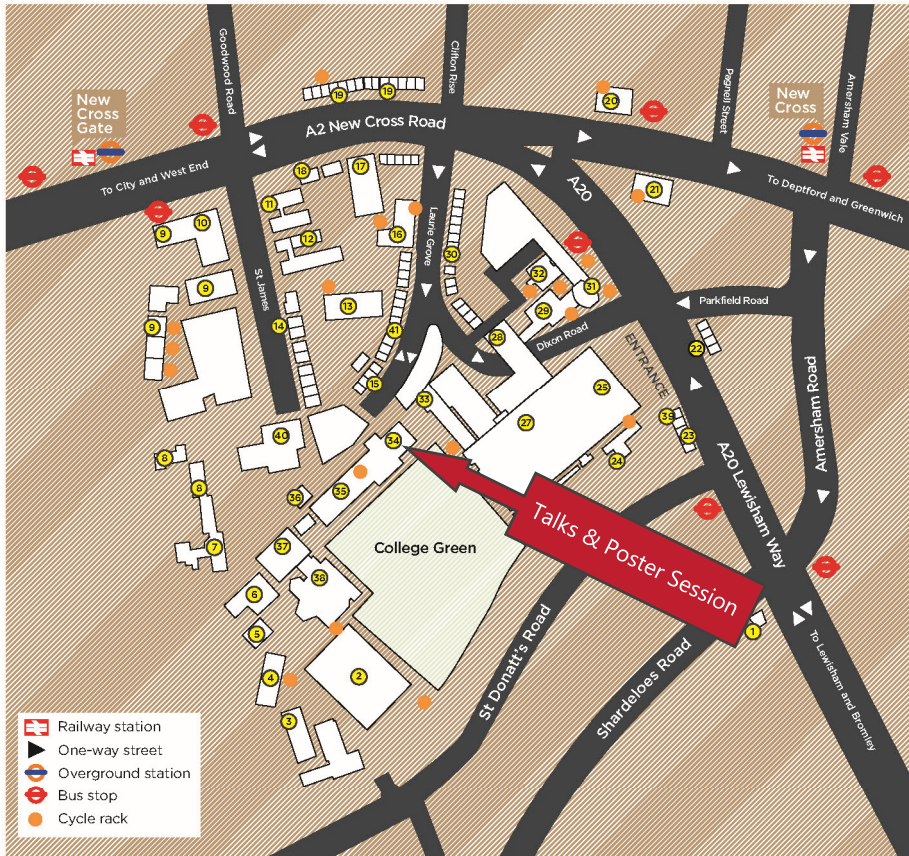 Goodwood Road
Clifton Rise
Pagnell Street
Amersham Vale
New
Cross
Gate
New
Cross
19
19
20
A2 New Cross Road
To City and West End
A20
To Deptford and Greenwich
18
17
21
11
16
Laurie Grove
9
10
12
30
32
31
9
St James
13
29
Parkfield Road
9
14
41
28
Dixon Road
ENTRANCE
22
15
25
33
27
39
23
40
34
24
8
A20 Lewisham Way
Amersham Road
8
36
35
Talks & Poster Session
7
37
College Green
38
6
5
1
4
2
St Donatt's Road
Shardeloes Road
To Lewisham and Bromley
3
Railway station
One-way street
Overground station
Bus stop
Cycle rack